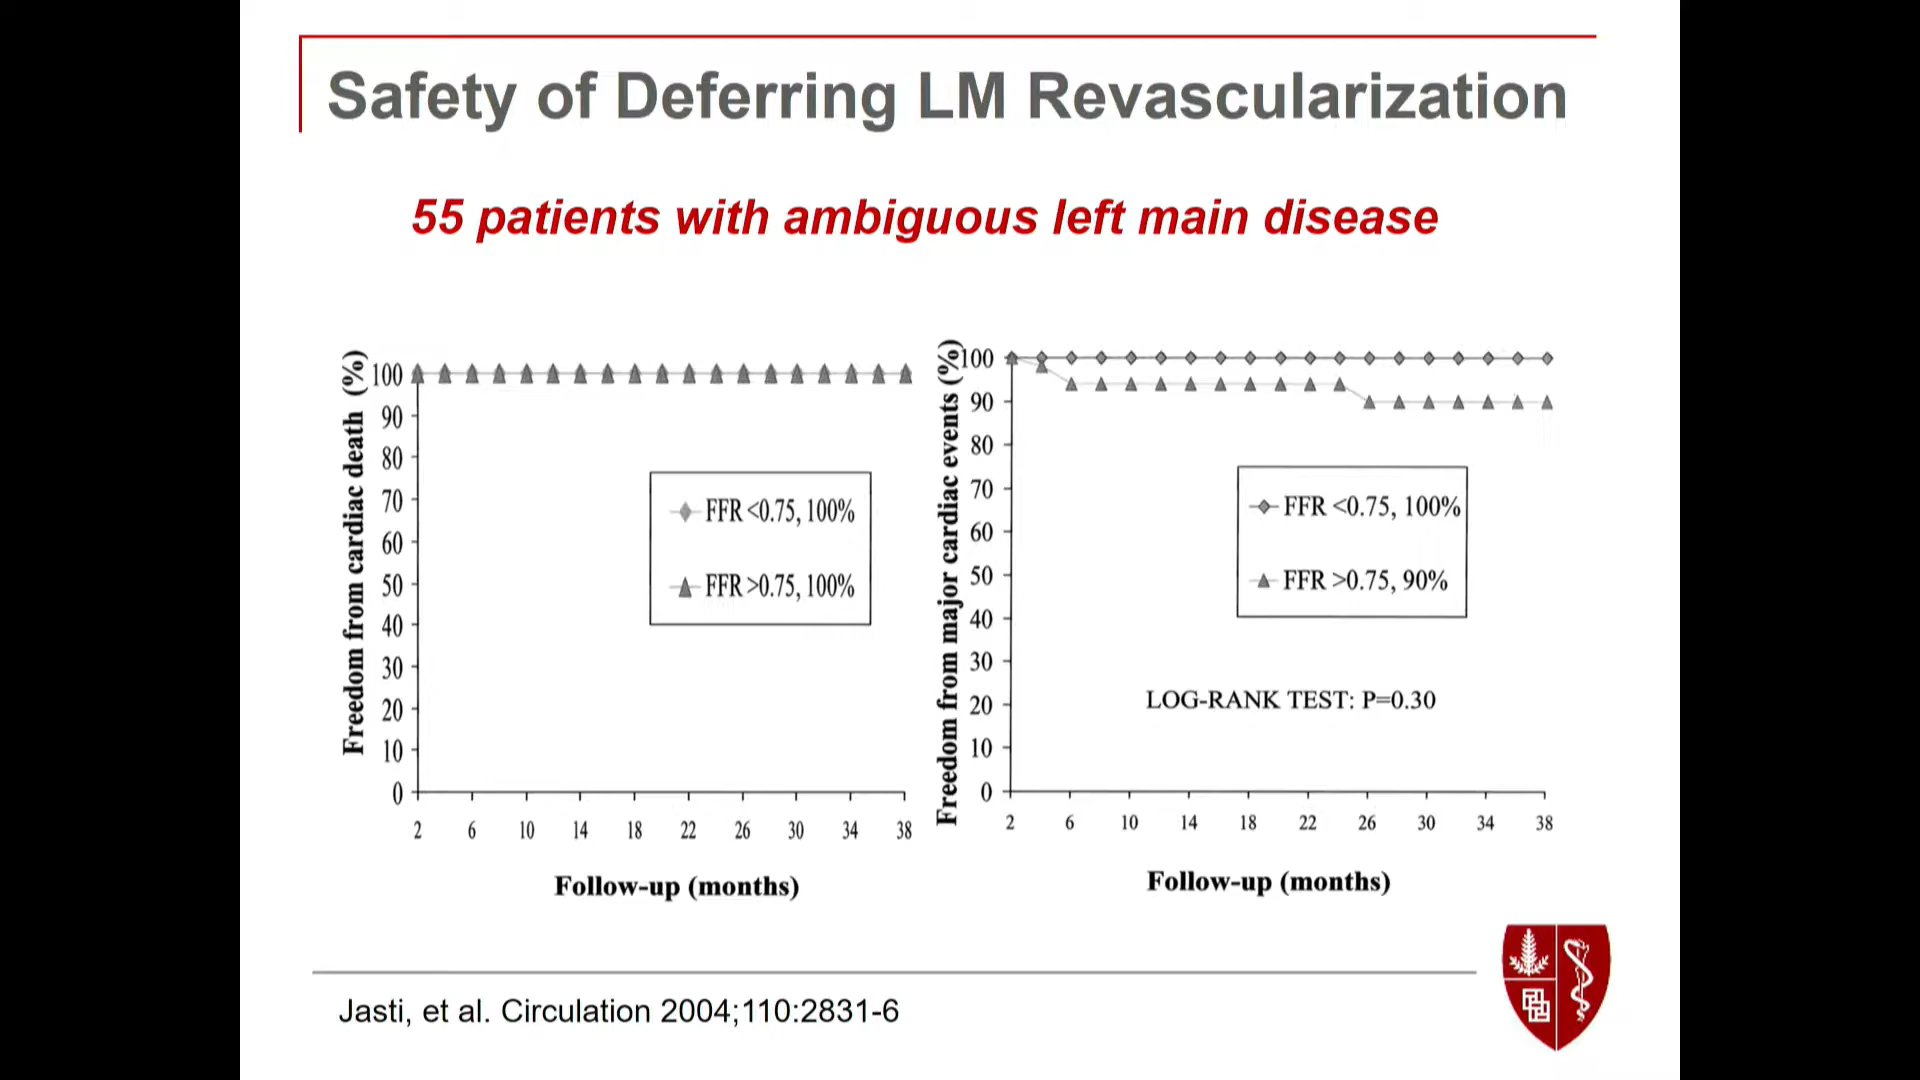 Safety of Deferring LM Revascularization
55 patients with ambiguous left main disease
Freedom from cardiac death (%)
100
90
80
70
60
50
40
30
20
10
0
FFR <0.75, 100%
FFR >0.75, 100%
2 6 10 14 18 22 26 30 34 38
Follow-up (months)
Freedom from major cardiac events (%)
100
90
80
70
60
50
40
30
20
10
0
FFR <0.75, 100%
FFR >0.75, 90%
LOG-RANK TEST: P=0.30
2 6 10 14 18 22 26 30 34 38
Follow-up (months)
Jasti, et al. Circulation 2004;110:2831-6